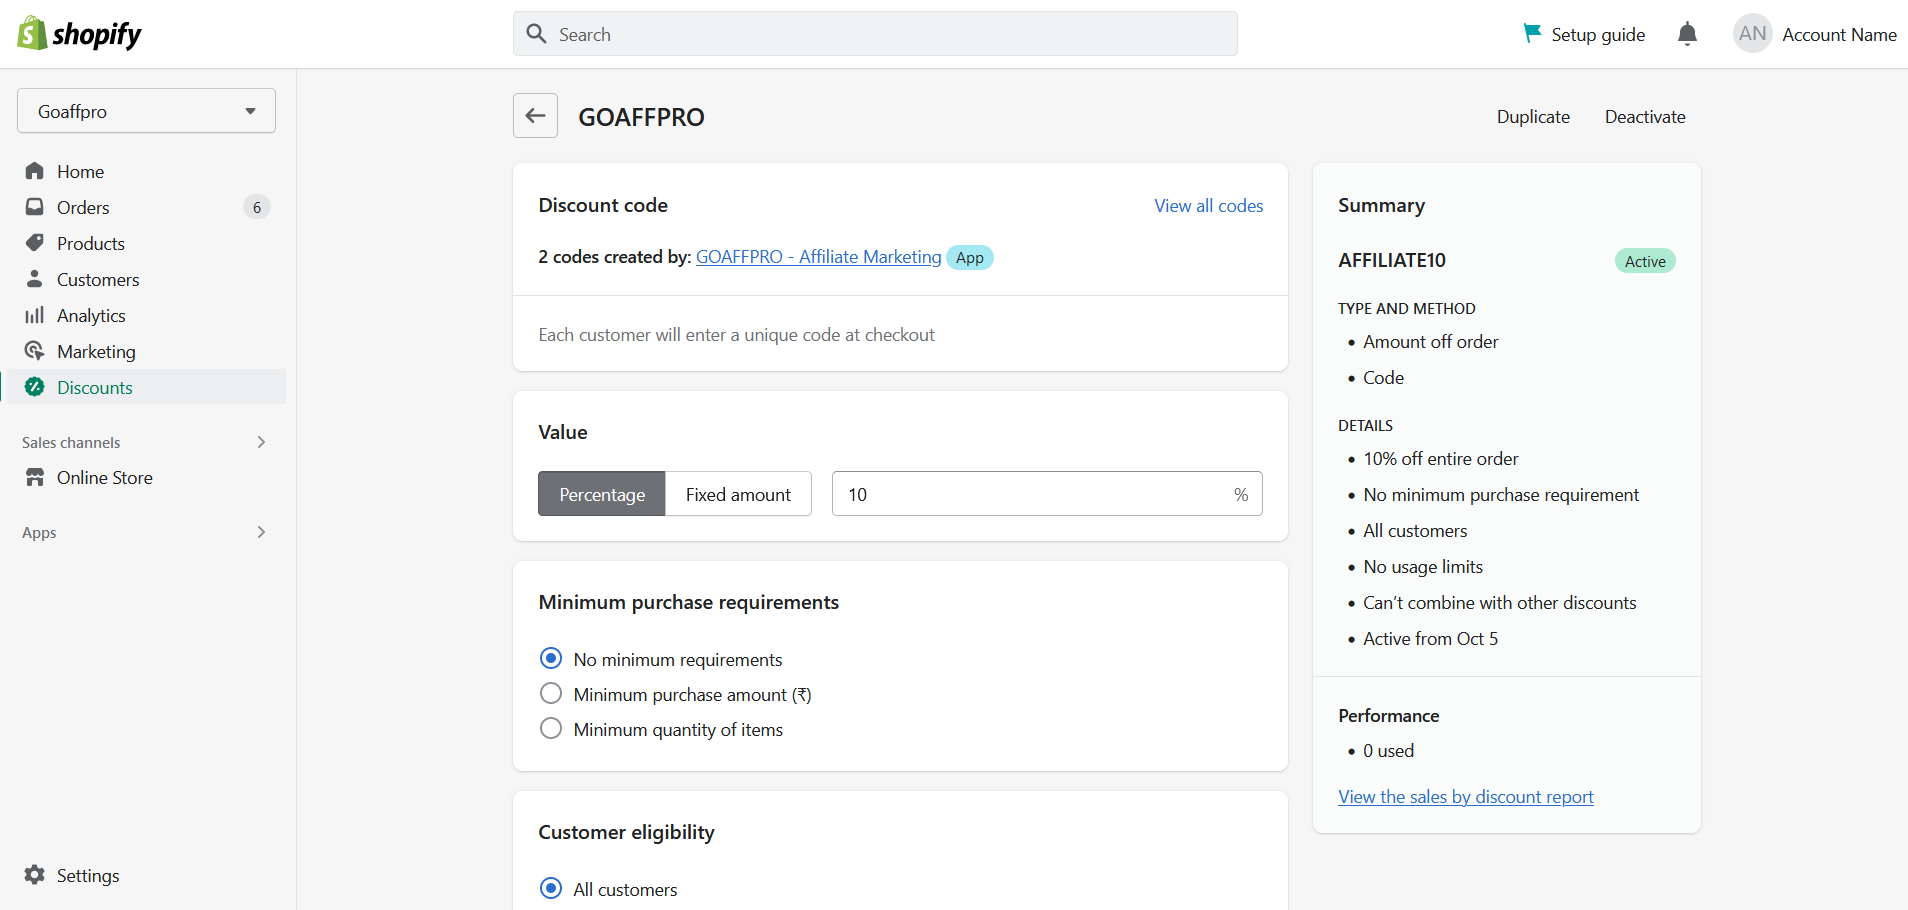 shopify
Search
Setup guide
AN
Account Name
Goaffpro
Home
Orders 6
Products
Customers
Analytics
Marketing
Discounts
Sales channels
Online Store
Apps
Settings
GOAFFPRO
Duplicate
Deactivate
Discount code
View all codes
2 codes created by: GOAFFPRO - Affiliate Marketing App
Each customer will enter a unique code at checkout
Value
Percentage
Fixed amount
10 %
Minimum purchase requirements
No minimum requirements
Minimum purchase amount (₹)
Minimum quantity of items
Customer eligibility
All customers
Summary
AFFILIATE10 Active
TYPE AND METHOD
• Amount off order
• Code
DETAILS
• 10% off entire order
• No minimum purchase requirement
• All customers
• No usage limits
• Can’t combine with other discounts
• Active from Oct 5
Performance
• 0 used
View the sales by discount report